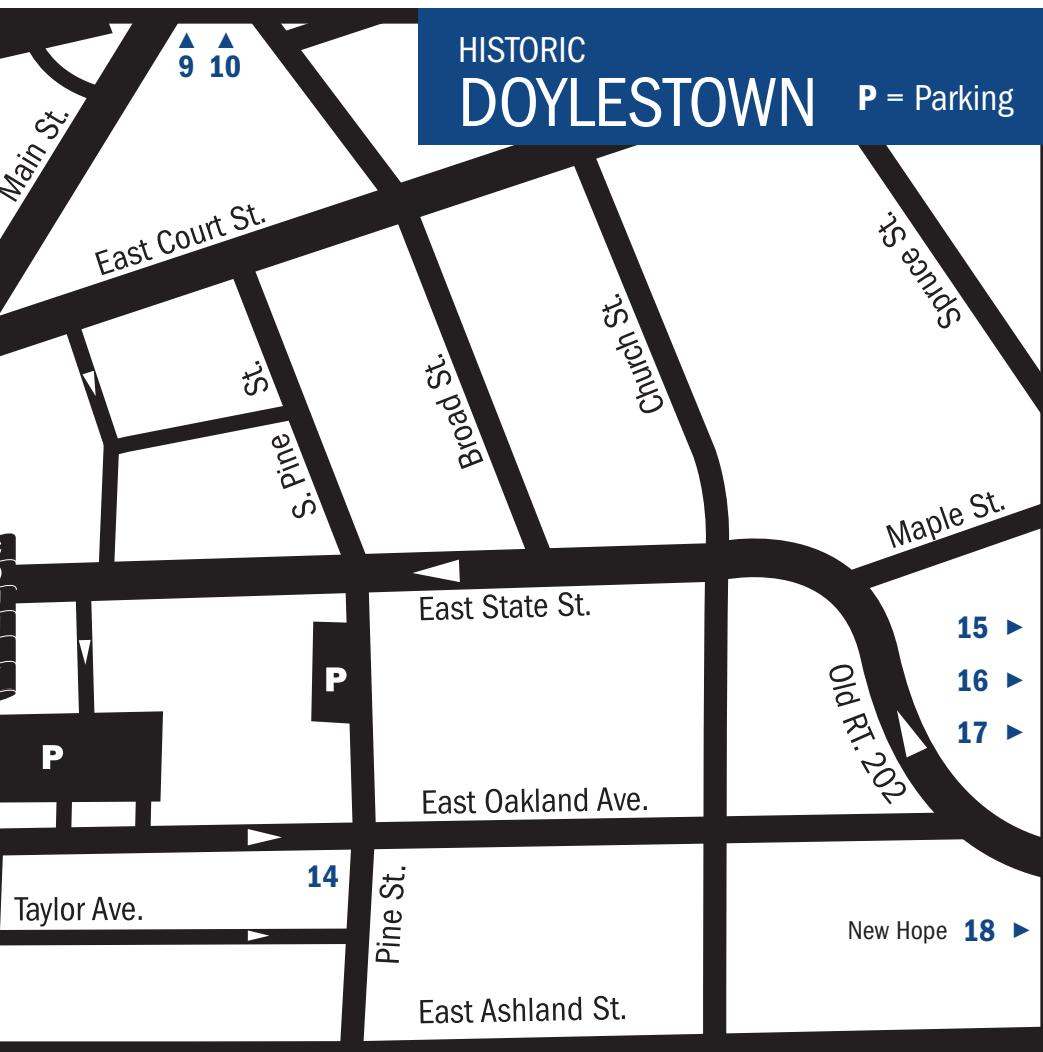 HISTORIC
DOYLESTOWN
P = Parking
9 10
Main St.
East Court St.
Spruce St.
Church St.
Broad St.
S. Pine St.
Maple St.
East State St.
15
16
17
P
P
Old RT. 202
East Oakland Ave.
14
Pine St.
Taylor Ave.
New Hope 18
East Ashland St.